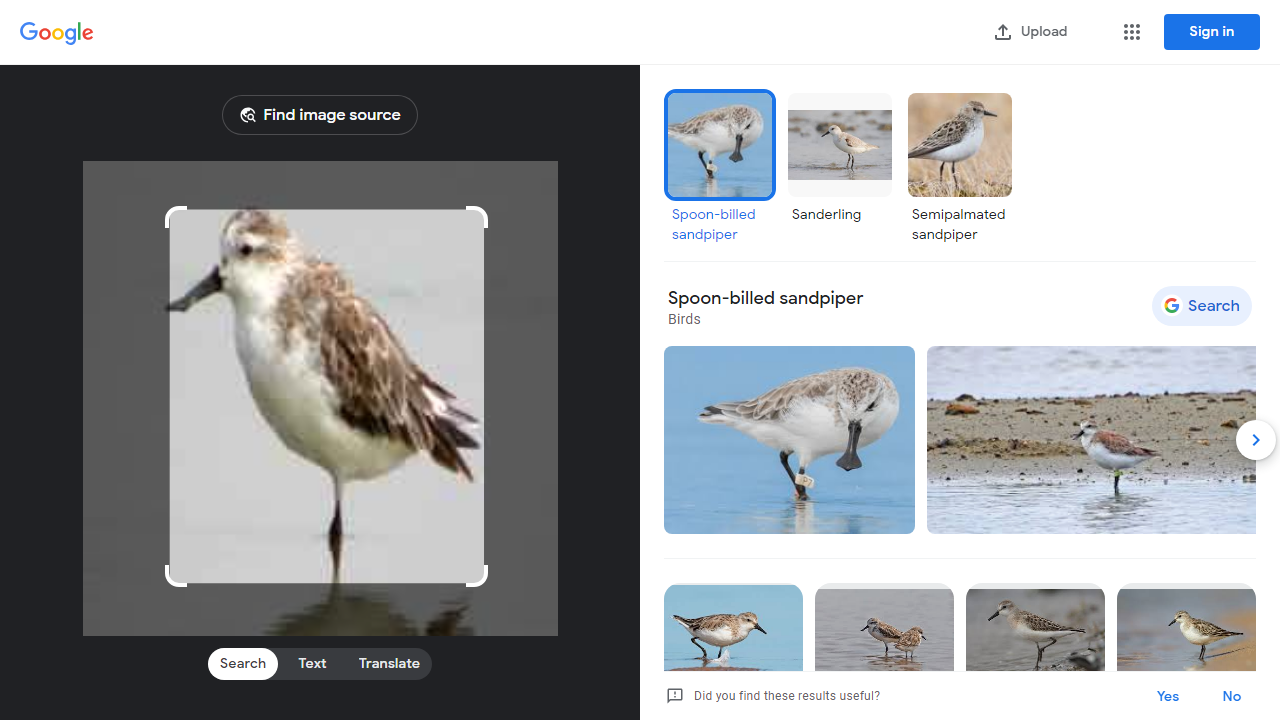 Google
Upload
Sign in
Find image source
Spoon-billed
sandpiper
Sanderling
Semipalmated
sandpiper
Spoon-billed sandpiper
Birds
Search
Search
Text
Translate
Did you find these results useful?
Yes
No